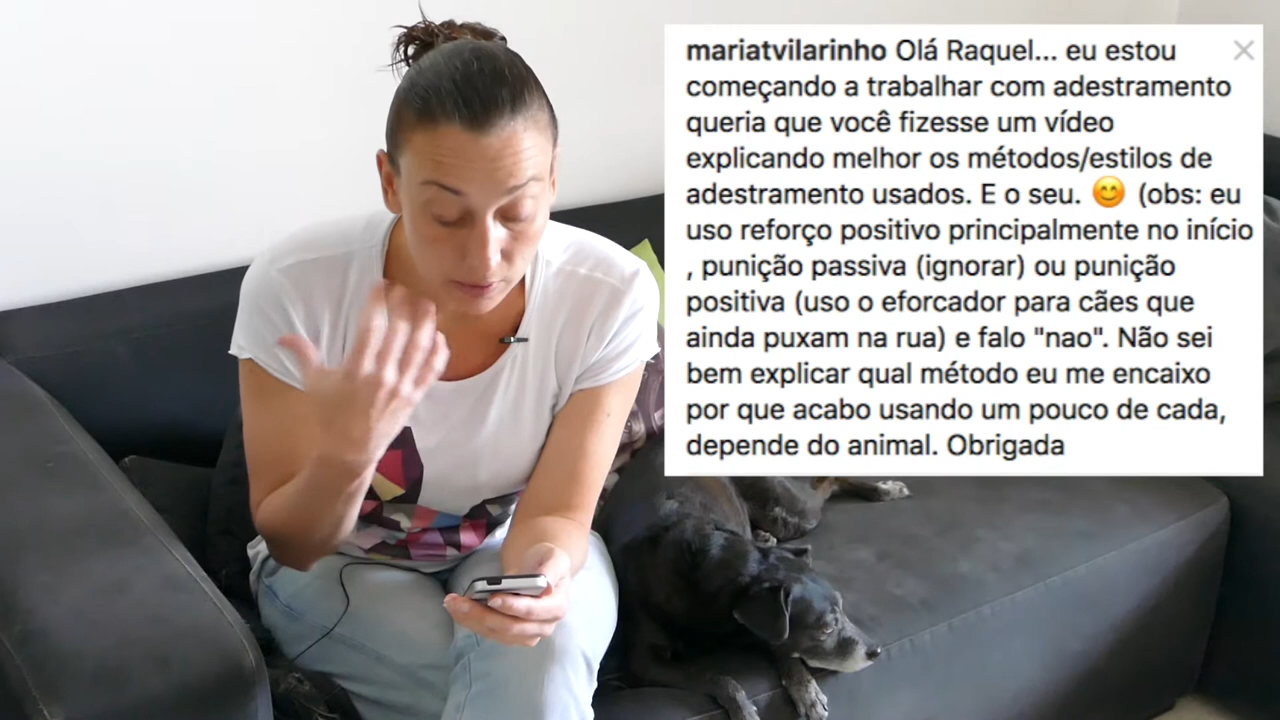 mariatvilarinho Olá Raquel... eu estou
começando a trabalhar com adestramento
queria que você fizesse um vídeo
explicando melhor os métodos/estilos de
adestramento usados. E o seu. 😊 (obs: eu
uso reforço positivo principalmente no início
, punição passiva (ignorar) ou punição
positiva (uso o eforcador para cães que
ainda puxam na rua) e falo "nao". Não sei
bem explicar qual método eu me encaixo
por que acabo usando um pouco de cada,
depende do animal. Obrigada